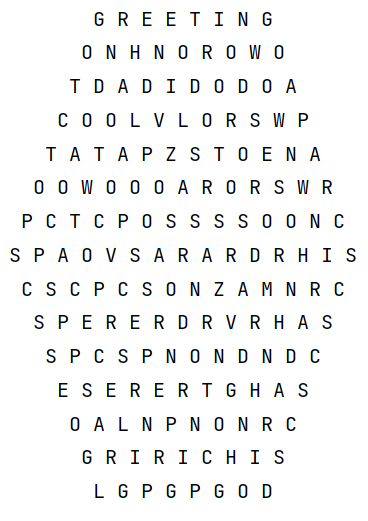 G R E E T I N G
O N H N O R O W O
T D A D I D O D O A
C O O L V L O R S W P
T A T A P Z S T O E N A
O O W O O O A R O R S W R
P C T C P O S S S S O O N C
S P A O V S A R A R D R H I S
C S C P C S O N Z A M N R C
S P E R E R D R V R H A S
S P C S P N O N D N D C
E S E R E R T G H A S
O A L N P N O N R C
G R I R I C H I S
L G P G P G O D